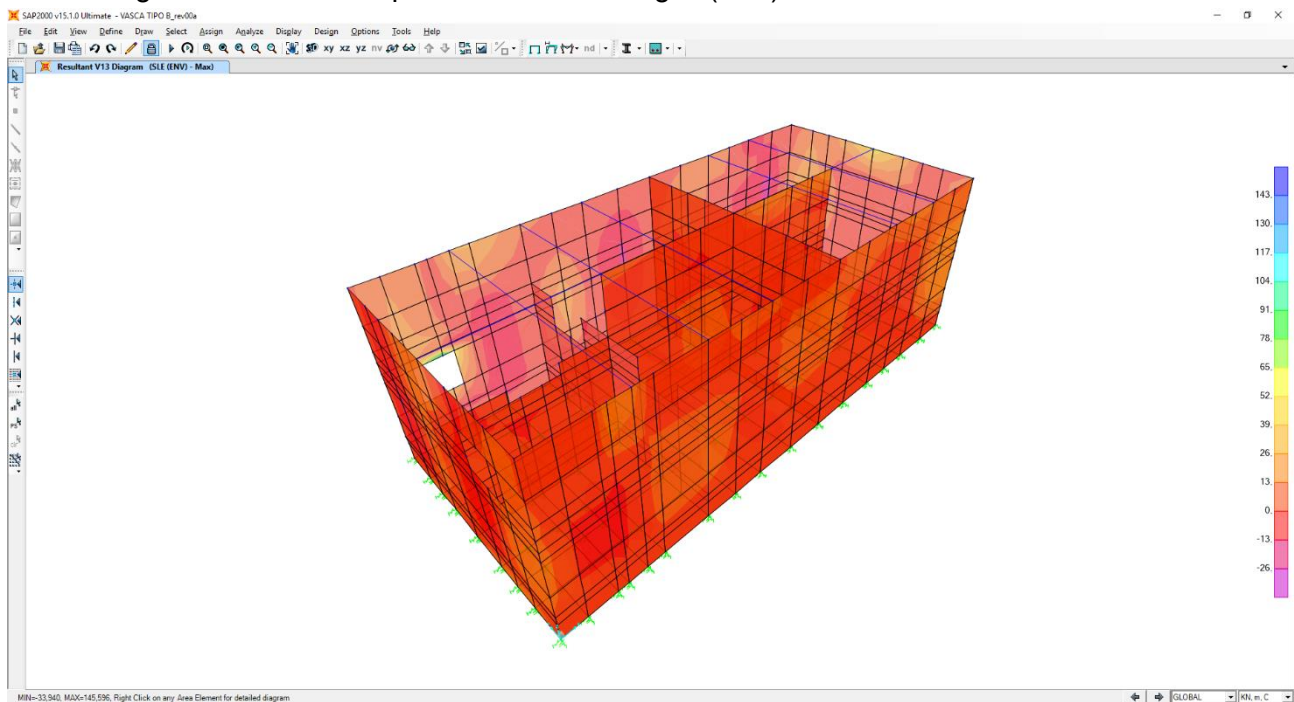 SAP2000 v15.1.0 Ultimate - VASCA TIPO B_rev00a
File Edit View Define Draw Select Assign Analyze Display Design Options Tools Help
xy xz yz nv nd
Resultant V13 Diagram (SLE (ENV) - Max)
143.
130.
117.
104.
91.
78.
65.
52.
39.
26.
13.
0.
-13.
-26.
MIN=-33,940, MAX=145,596, Right Click on any Area Element for detailed diagram
GLOBAL
KN, m, C